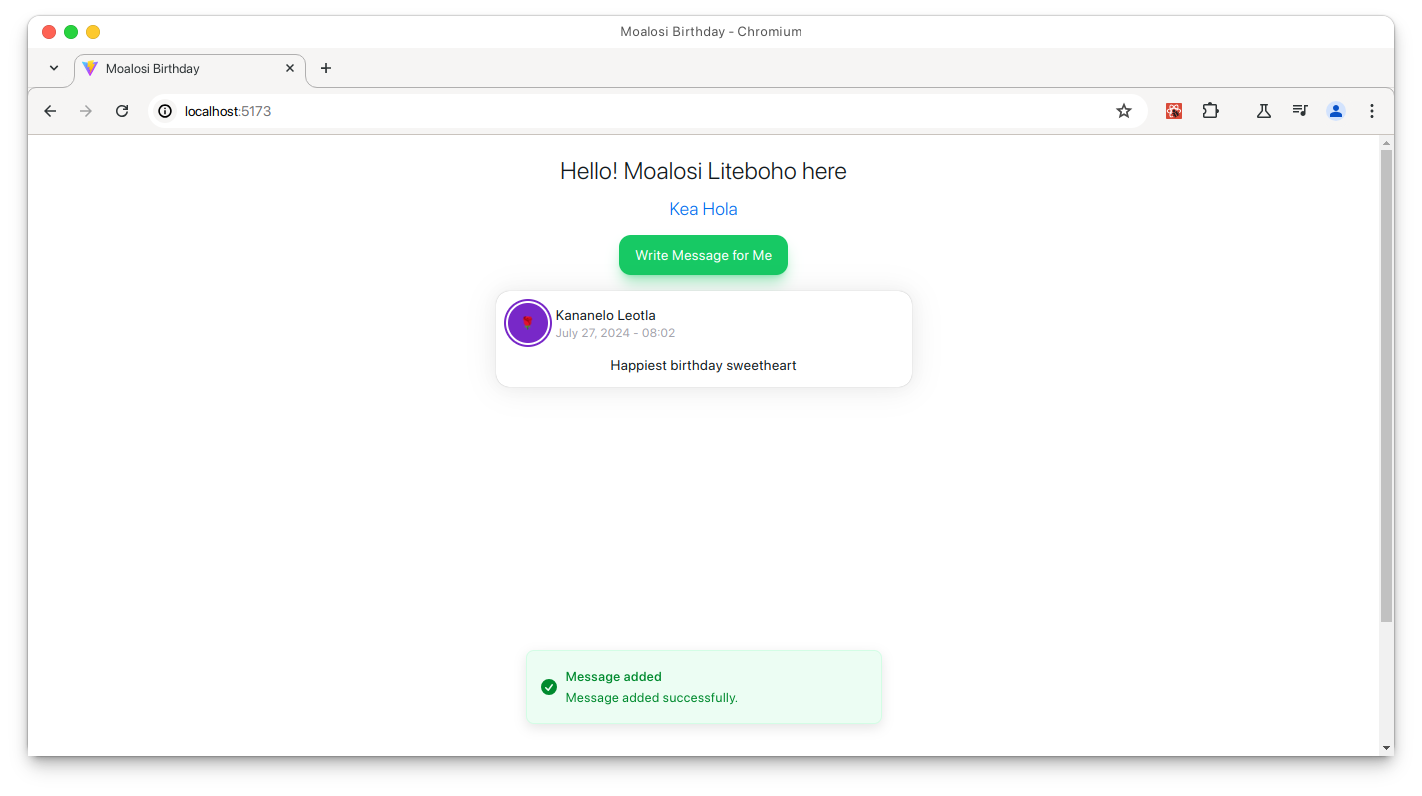 Moalosi Birthday - Chromium
Moalosi Birthday
localhost:5173
Hello! Moalosi Liteboho here
Kea Hola
Write Message for Me
Kananelo Leotla
July 27, 2024 - 08:02
Happiest birthday sweetheart
Message added
Message added successfully.